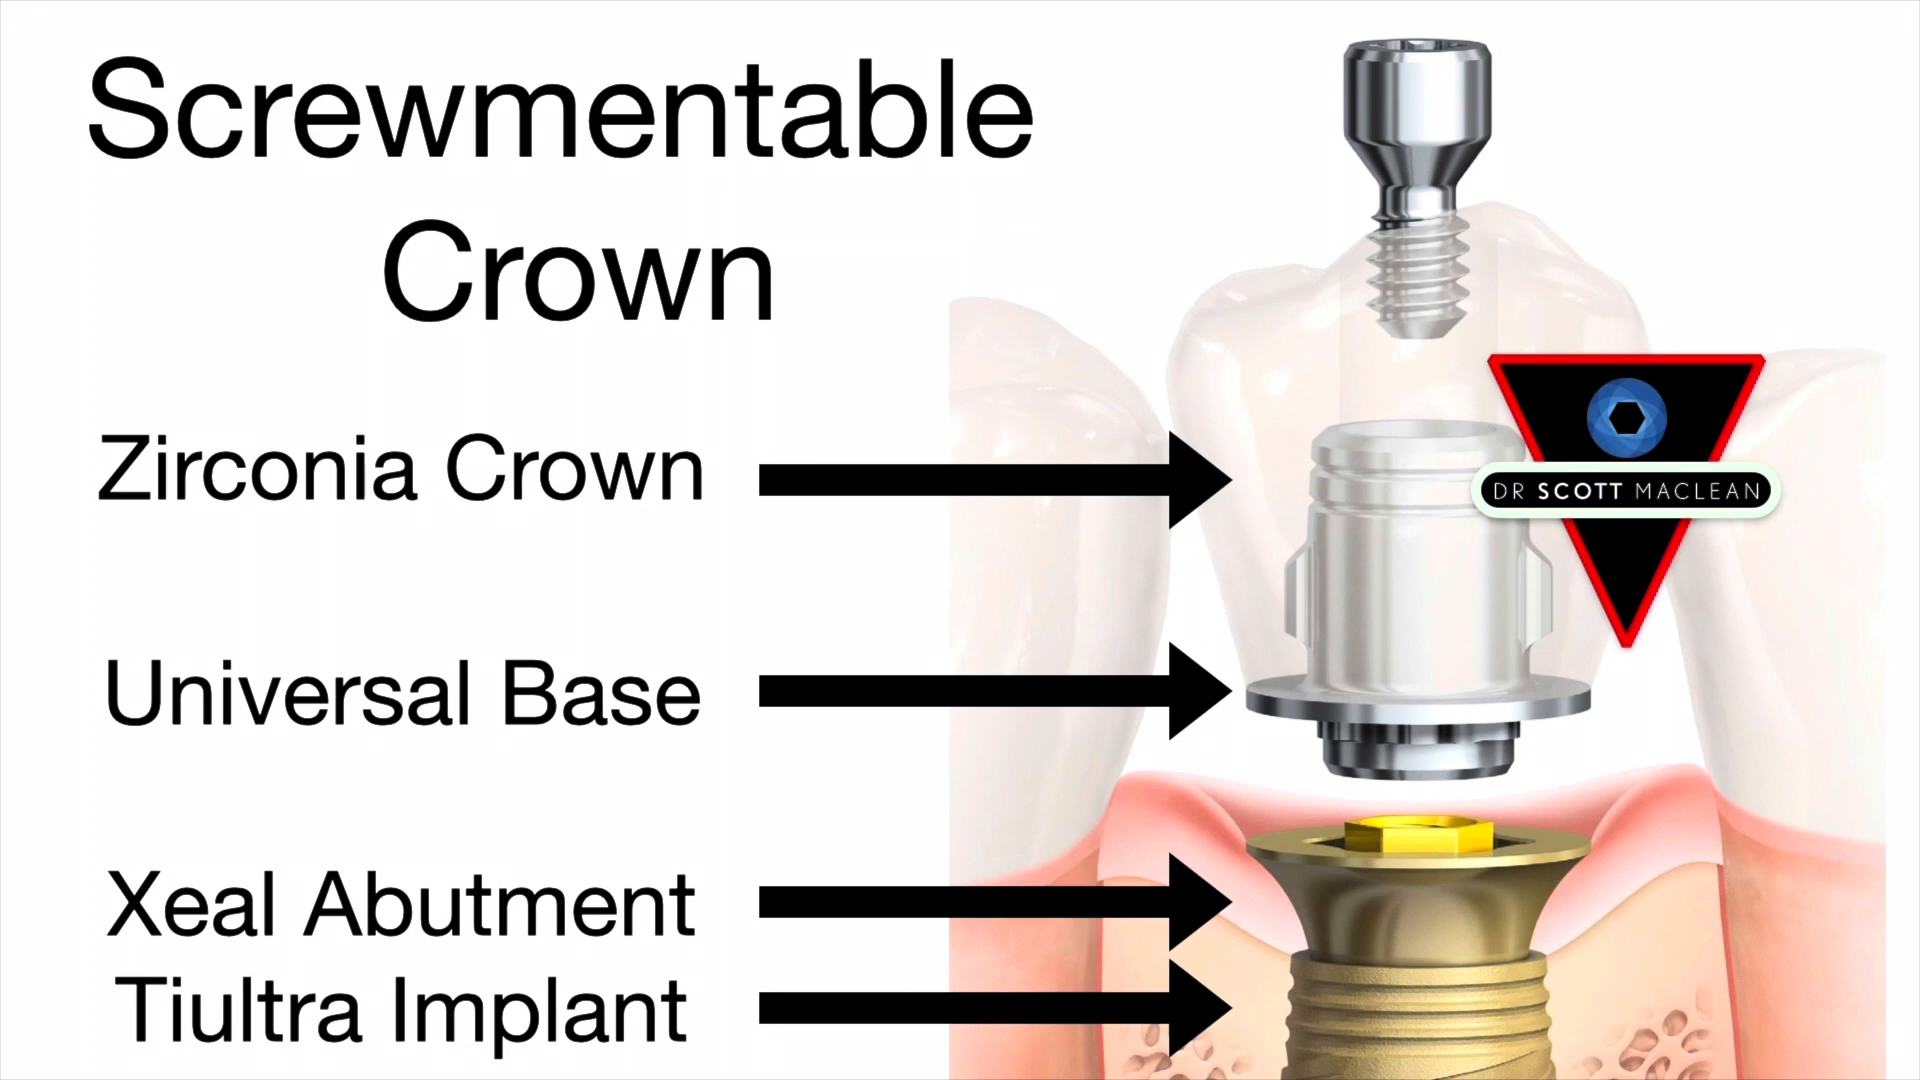 Screwmentable
Crown
Zirconia Crown
DR SCOTT MACLEAN
Universal Base
Xeal Abutment
Tiultra Implant